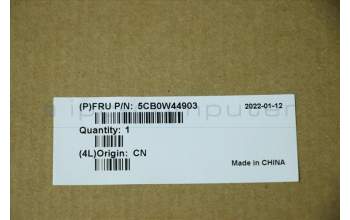 (P)FRU P/N: 5CB0W44903
2022-01-12
Quantity: 1
(4L)Origin: CN
Made in CHINA